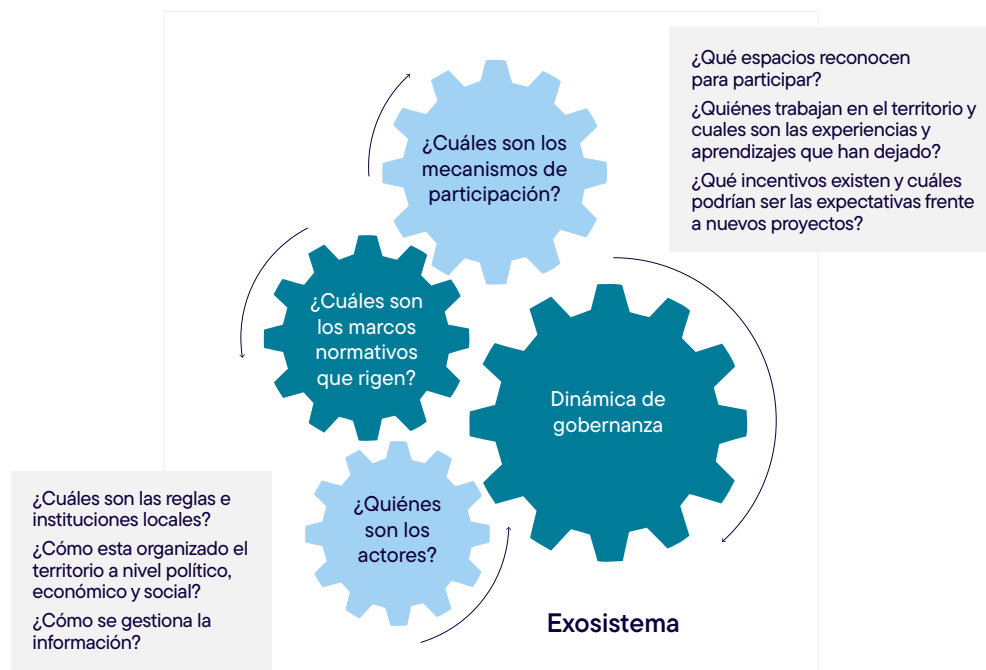 ¿Qué espacios reconocen
para participar?
¿Quiénes trabajan en el territorio y
cuales son las experiencias y
aprendizajes que han dejado?
¿Qué incentivos existen y cuáles
podrían ser las expectativas frente
a nuevos proyectos?
¿Cuáles son los
mecanismos de
participación?
¿Cuáles son
los marcos
normativos
que rigen?
Dinámica de
gobernanza
¿Quiénes
son los
actores?
¿Cuáles son las reglas e
instituciones locales?
¿Cómo esta organizado el
territorio a nivel político,
económico y social?
¿Cómo se gestiona la
información?
Exosistema